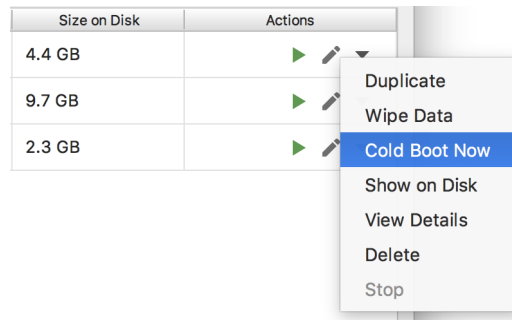 Size on Disk Actions
4.4 GB
9.7 GB
2.3 GB
Duplicate
Wipe Data
Cold Boot Now
Show on Disk
View Details
Delete
Stop